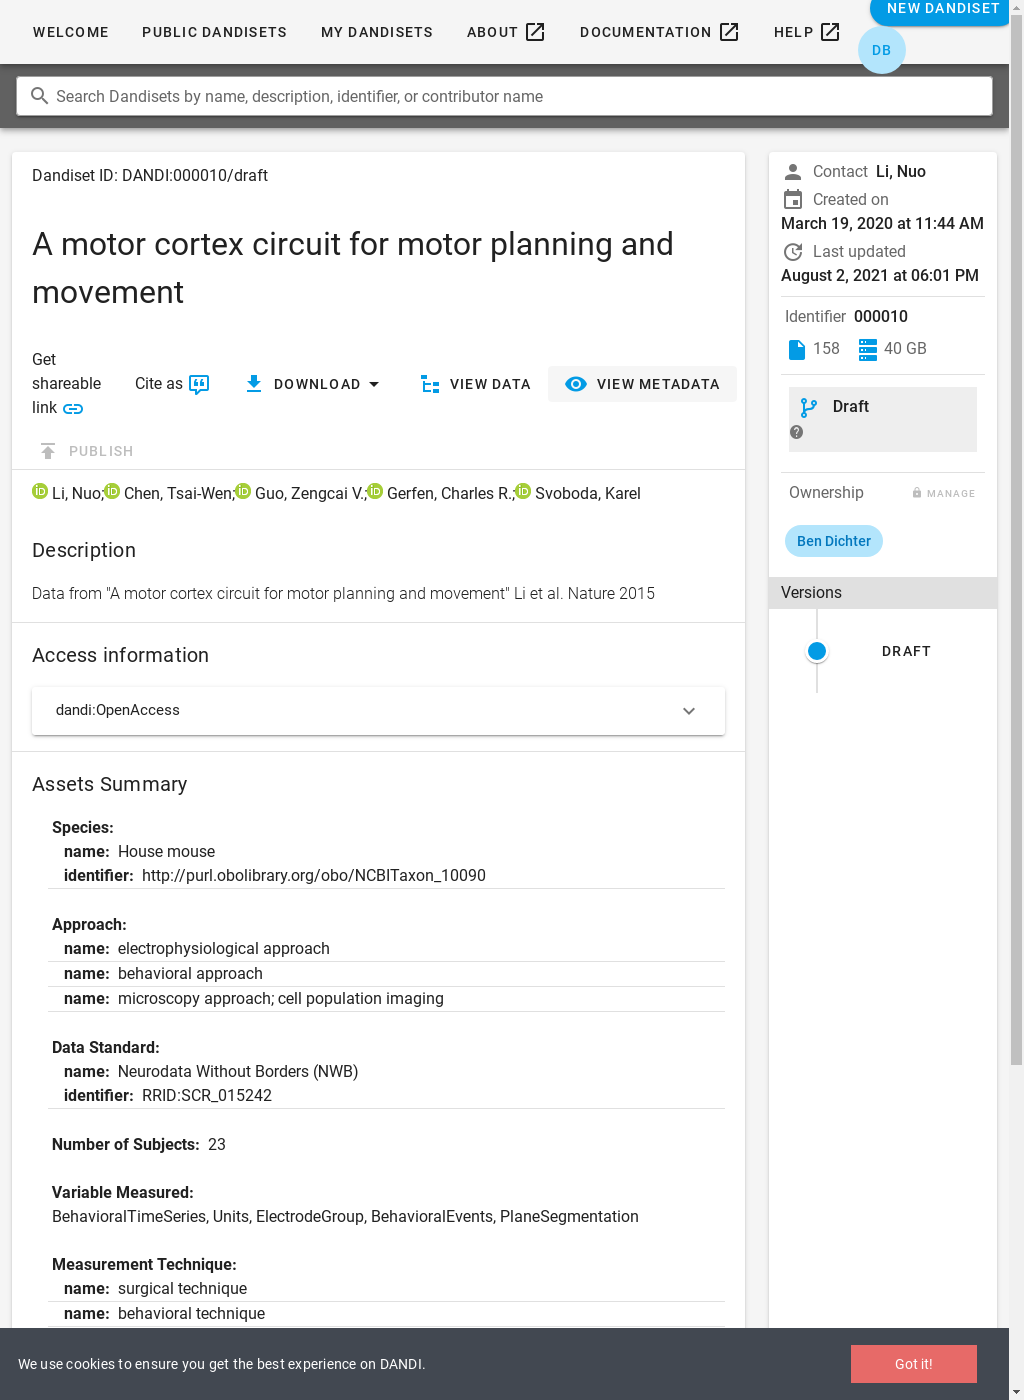 WELCOME PUBLIC DANDISETS MY DANDISETS ABOUT DOCUMENTATION HELP NEW DANDISET
DB
Search Dandisets by name, description, identifier, or contributor name
Dandiset ID: DANDI:000010/draft
A motor cortex circuit for motor planning and
movement
Get
shareable
link
Cite as
DOWNLOAD
VIEW DATA
VIEW METADATA
PUBLISH
Li, Nuo; Chen, Tsai-Wen; Guo, Zengcai V.; Gerfen, Charles R.; Svoboda, Karel
Description
Data from "A motor cortex circuit for motor planning and movement" Li et al. Nature 2015
Access information
dandi:OpenAccess
Assets Summary
Species:
name: House mouse
identifier: http://purl.obolibrary.org/obo/NCBITaxon_10090
Approach:
name: electrophysiological approach
name: behavioral approach
name: microscopy approach; cell population imaging
Data Standard:
name: Neurodata Without Borders (NWB)
identifier: RRID:SCR_015242
Number of Subjects: 23
Variable Measured:
BehavioralTimeSeries, Units, ElectrodeGroup, BehavioralEvents, PlaneSegmentation
Measurement Technique:
name: surgical technique
name: behavioral technique
Contact Li, Nuo
Created on
March 19, 2020 at 11:44 AM
Last updated
August 2, 2021 at 06:01 PM
Identifier 000010
158 40 GB
Draft
Ownership MANAGE
Ben Dichter
Versions
DRAFT
We use cookies to ensure you get the best experience on DANDI.
Got it!